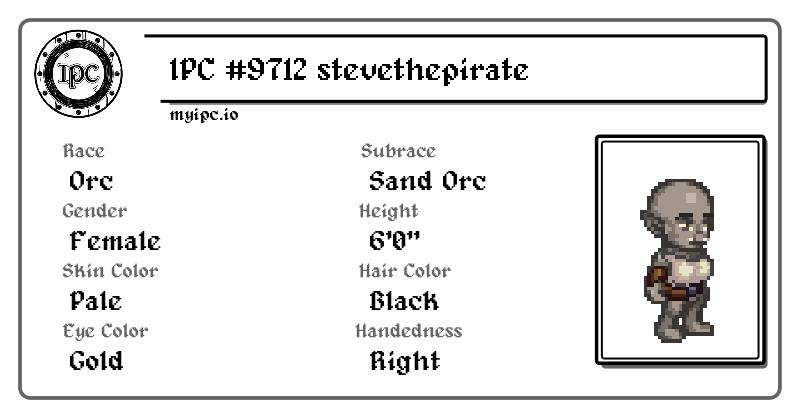 1PC
1PC #9712 stevethepirate
myipc.io
Race
Orc
Subrace
Sand Orc
Gender
Female
Height
6'0"
Skin Color
Pale
Hair Color
Black
Eye Color
Gold
Handedness
Right